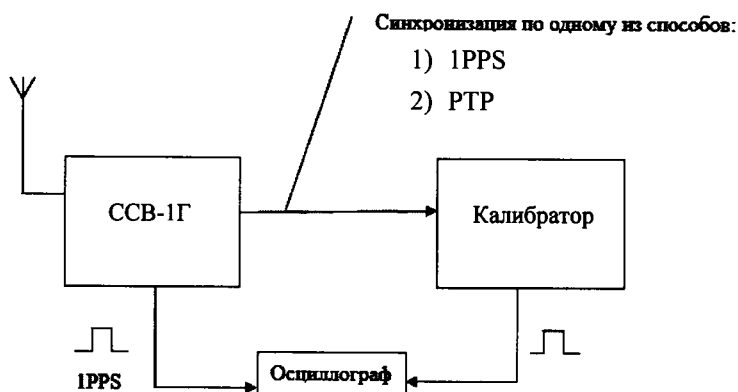 Синхронизация по одному из способов:
1) 1PPS
2) PTP
ССВ-1Г
Калибратор
1PPS
Осциллограф